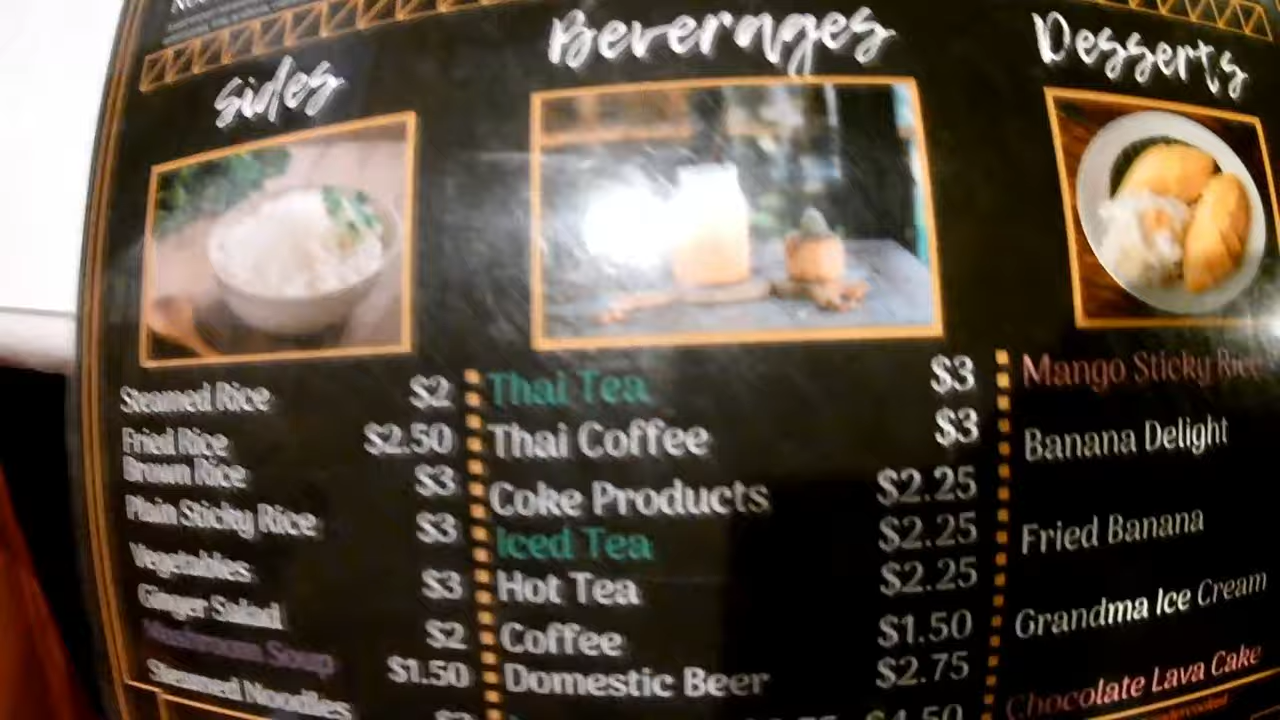 Sides
Steamed Rice $2
Fried Rice $2.50
Brown Rice $3
Plain Sticky Rice $3
Vegetables $3
Ginger Salad $2
Mushroom Soup $1.50
Steamed Noodles
Beverages
Thai Tea $3
Thai Coffee $3
Coke Products $2.25
Iced Tea $2.25
Hot Tea $2.25
Coffee $1.50
Domestic Beer $2.75
Desserts
Mango Sticky Rice
Banana Delight
Fried Banana
Grandma Ice Cream
Chocolate Lava Cake